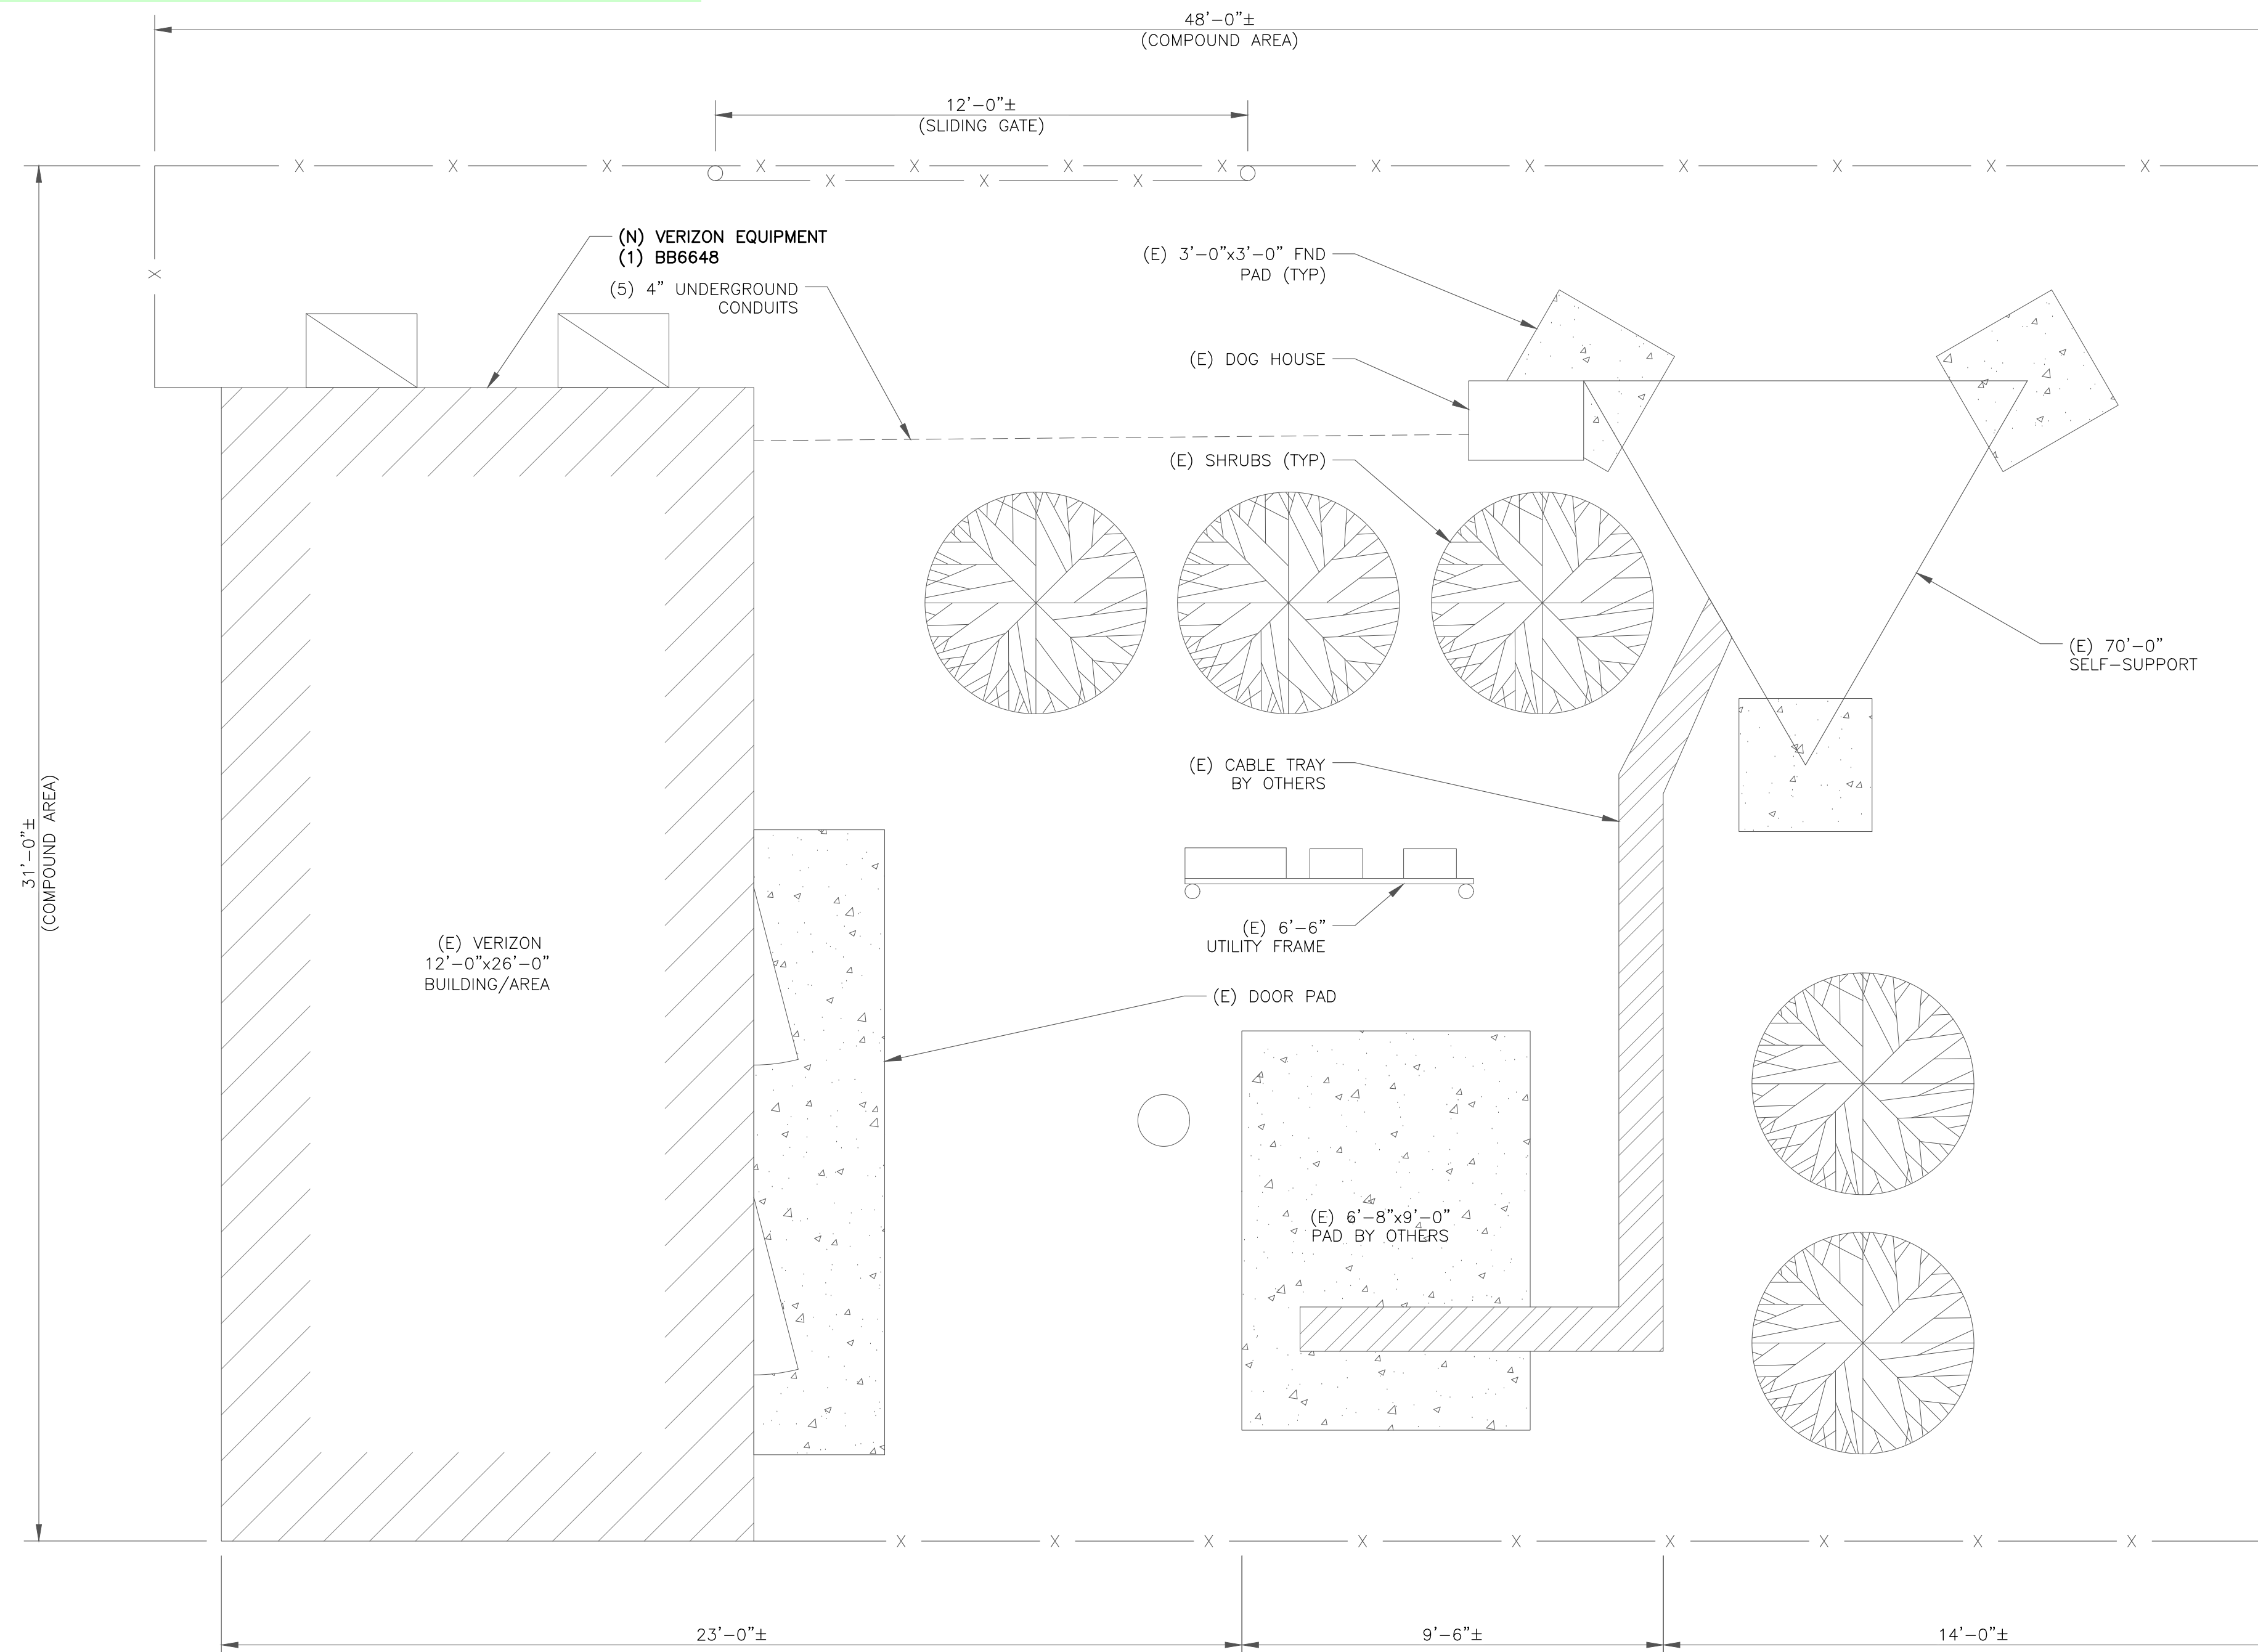 48'-0"±
(COMPOUND AREA)
12'-0"±
(SLIDING GATE)
(N) VERIZON EQUIPMENT
(1) BB6648
(5) 4" UNDERGROUND
CONDUITS
(E) 3'-0"x3'-0" FND
PAD (TYP)
(E) DOG HOUSE
(E) SHRUBS (TYP)
(E) 70'-0"
SELF-SUPPORT
(E) CABLE TRAY
BY OTHERS
31'-0"±
(COMPOUND AREA)
(E) 6'-6"
UTILITY FRAME
(E) VERIZON
12'-0"x26'-0"
BUILDING/AREA
(E) DOOR PAD
(E) 6'-8"x9'-0"
PAD BY OTHERS
23'-0"±
9'-6"±
14'-0"±